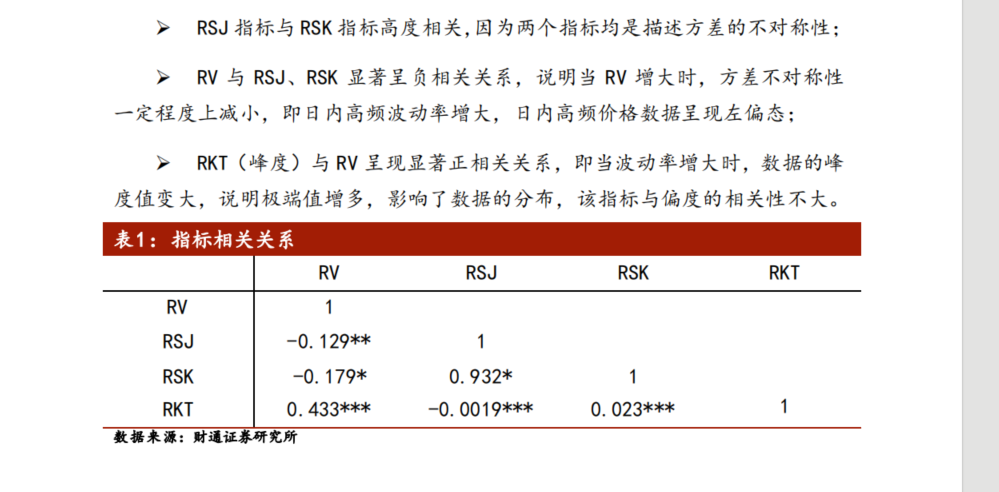 ➢ RSJ 指标与 RSK 指标高度相关,因为两个指标均是描述方差的不对称性；
➢ RV 与 RSJ、RSK 显著呈负相关关系，说明当 RV 增大时，方差不对称性
一定程度上减小，即日内高频波动率增大，日内高频价格数据呈现左偏态；
➢ RKT（峰度）与 RV 呈现显著正相关关系，即当波动率增大时，数据的峰
度值变大，说明极端值增多，影响了数据的分布，该指标与偏度的相关性不大。
表1：指标相关关系
RV RSJ RSK RKT
RV 1
RSJ -0.129** 1
RSK -0.179* 0.932* 1
RKT 0.433*** -0.0019*** 0.023*** 1
数据来源：财通证券研究所